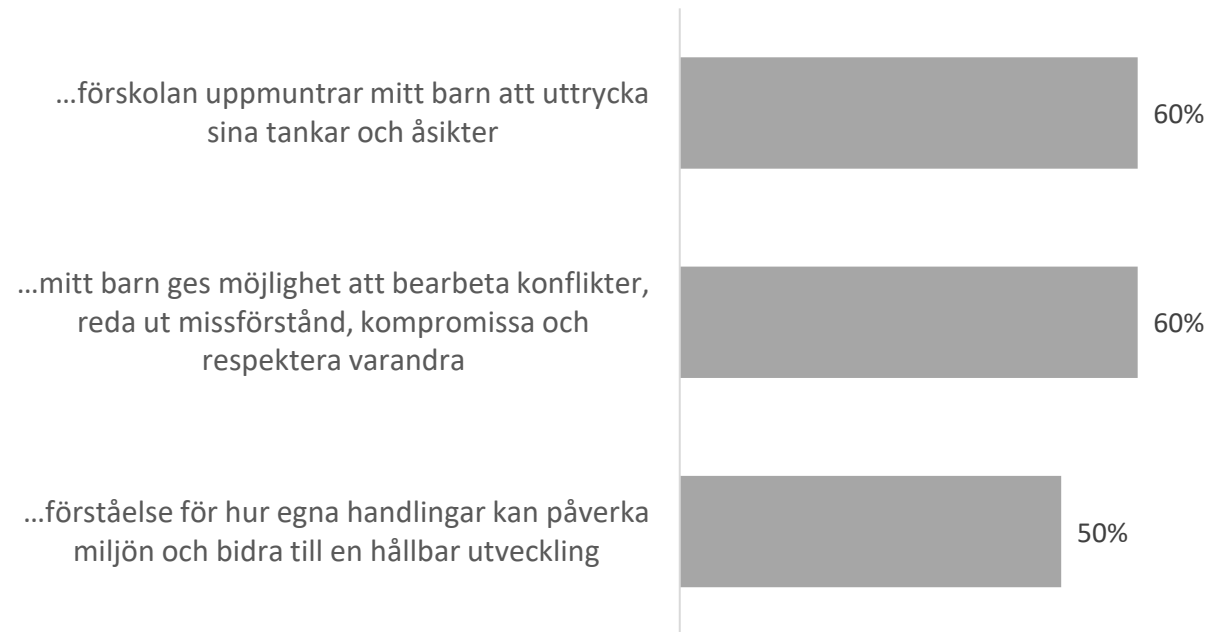 …förskolan uppmuntrar mitt barn att uttrycka
sina tankar och åsikter
60%
…mitt barn ges möjlighet att bearbeta konflikter,
reda ut missförstånd, kompromissa och
respektera varandra
60%
…förståelse för hur egna handlingar kan påverka
miljön och bidra till en hållbar utveckling
50%